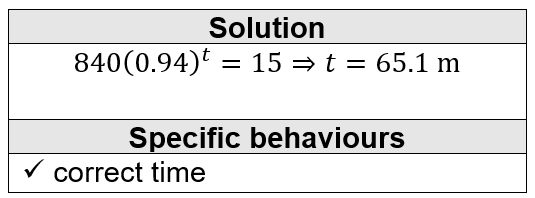 Solution
840(0.94)ᵗ = 15 ⇒ t = 65.1 m
Specific behaviours
✓ correct time